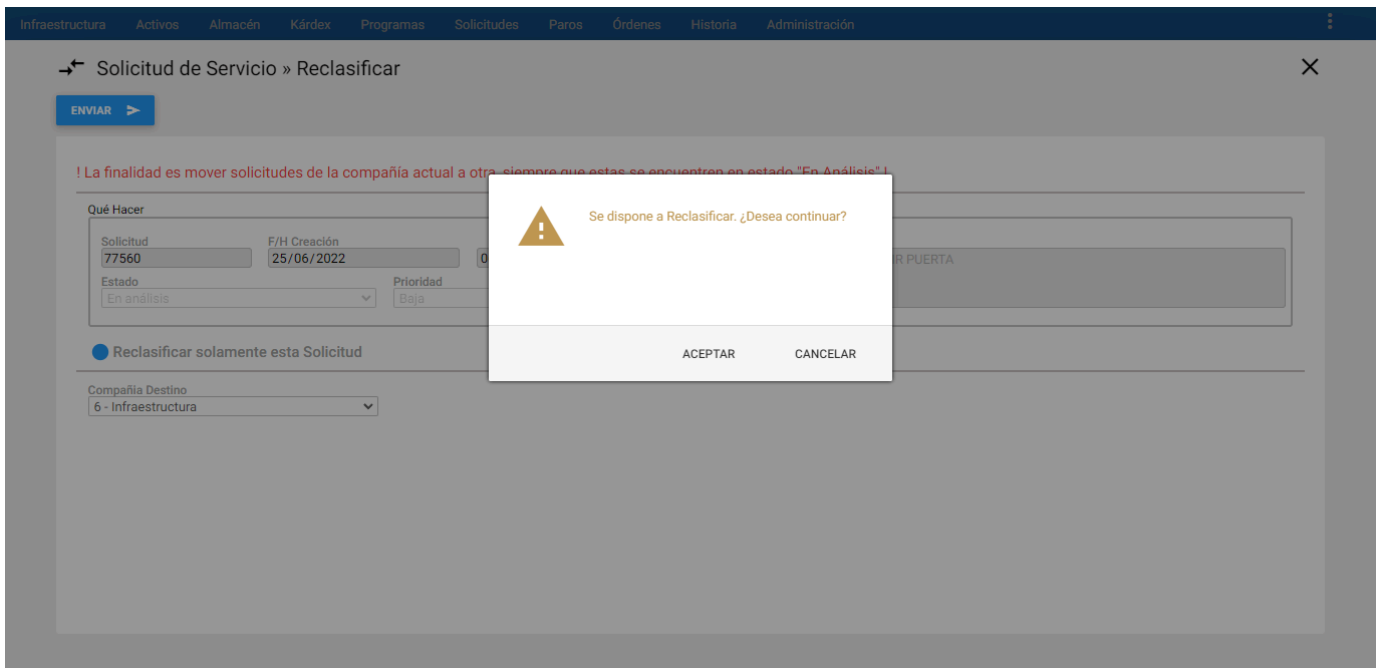 Infraestructura Activos Almacén Kárdex Programas Solicitudes Paros Órdenes Historia Administración
Solicitud de Servicio » Reclasificar
ENVIAR
! La finalidad es mover solicitudes de la compañía actual a otra, siempre que estas se encuentren en estado "En Análisis" !
Qué Hacer
Se dispone a Reclasificar. ¿Desea continuar?
Solicitud F/H Creación
77560 25/06/2022 0 R PUERTA
Estado Prioridad
En análisis Baja
Reclasificar solamente esta Solicitud
ACEPTAR CANCELAR
Compañia Destino
6 - Infraestructura